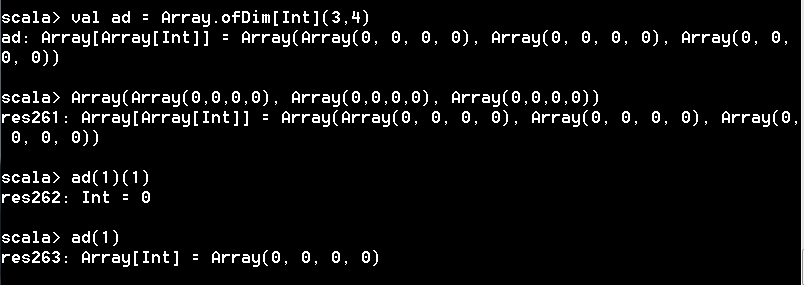 scala> val ad = Array.ofDim[Int](3,4)
ad: Array[Array[Int]] = Array(Array(0, 0, 0, 0), Array(0, 0, 0, 0), Array(0, 0,
0, 0))
scala> Array(Array(0,0,0,0), Array(0,0,0,0), Array(0,0,0,0))
res261: Array[Array[Int]] = Array(Array(0, 0, 0, 0), Array(0, 0, 0, 0), Array(0,
 0, 0, 0))
scala> ad(1)(1)
res262: Int = 0
scala> ad(1)
res263: Array[Int] = Array(0, 0, 0, 0)